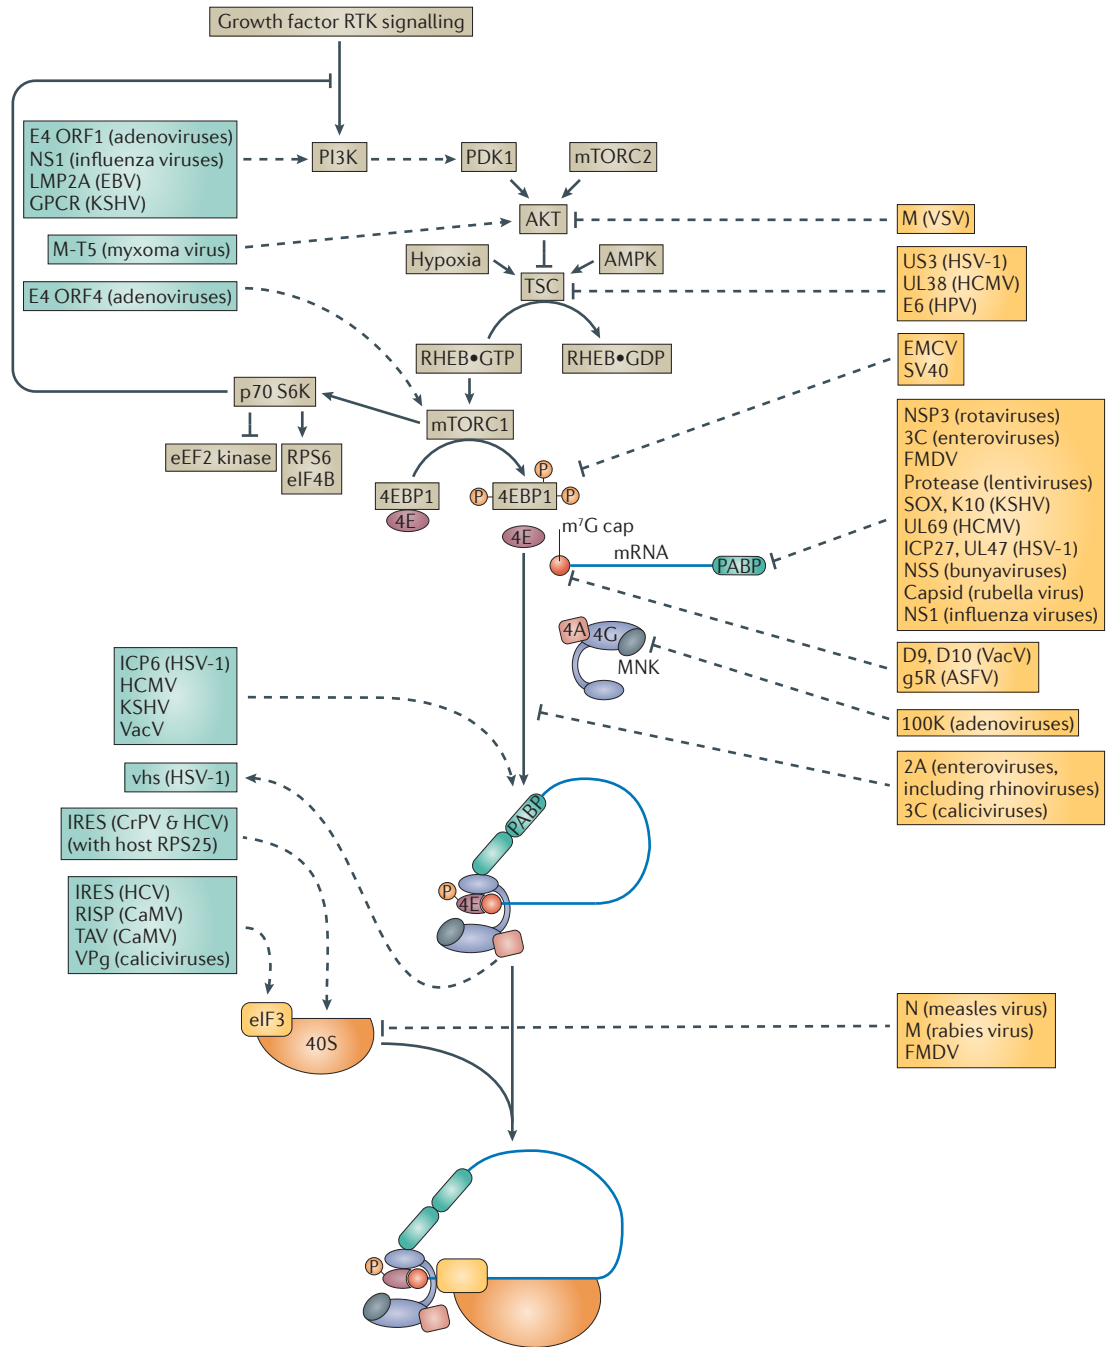 Growth factor RTK signalling
E4 ORF1 (adenoviruses)
NS1 (influenza viruses)
LMP2A (EBV)
GPCR (KSHV)
PI3K
PDK1
mTORC2
AKT
M (VSV)
M-T5 (myxoma virus)
Hypoxia
AMPK
TSC
US3 (HSV-1)
UL38 (HCMV)
E6 (HPV)
E4 ORF4 (adenoviruses)
RHEB•GTP
RHEB•GDP
EMCV
SV40
p70 S6K
mTORC1
eEF2 kinase
RPS6
eIF4B
4EBP1
4E
P
P
4EBP1
P
4E
m⁷G cap
mRNA
PABP
NSP3 (rotaviruses)
3C (enteroviruses)
FMDV
Protease (lentiviruses)
SOX, K10 (KSHV)
UL69 (HCMV)
ICP27, UL47 (HSV-1)
NSS (bunyaviruses)
Capsid (rubella virus)
NS1 (influenza viruses)
4A
4G
MNK
D9, D10 (VacV)
g5R (ASFV)
100K (adenoviruses)
ICP6 (HSV-1)
HCMV
KSHV
VacV
2A (enteroviruses,
including rhinoviruses)
3C (caliciviruses)
vhs (HSV-1)
IRES (CrPV & HCV)
(with host RPS25)
PABP
P
4E
IRES (HCV)
RISP (CaMV)
TAV (CaMV)
VPg (caliciviruses)
eIF3
40S
N (measles virus)
M (rabies virus)
FMDV
P